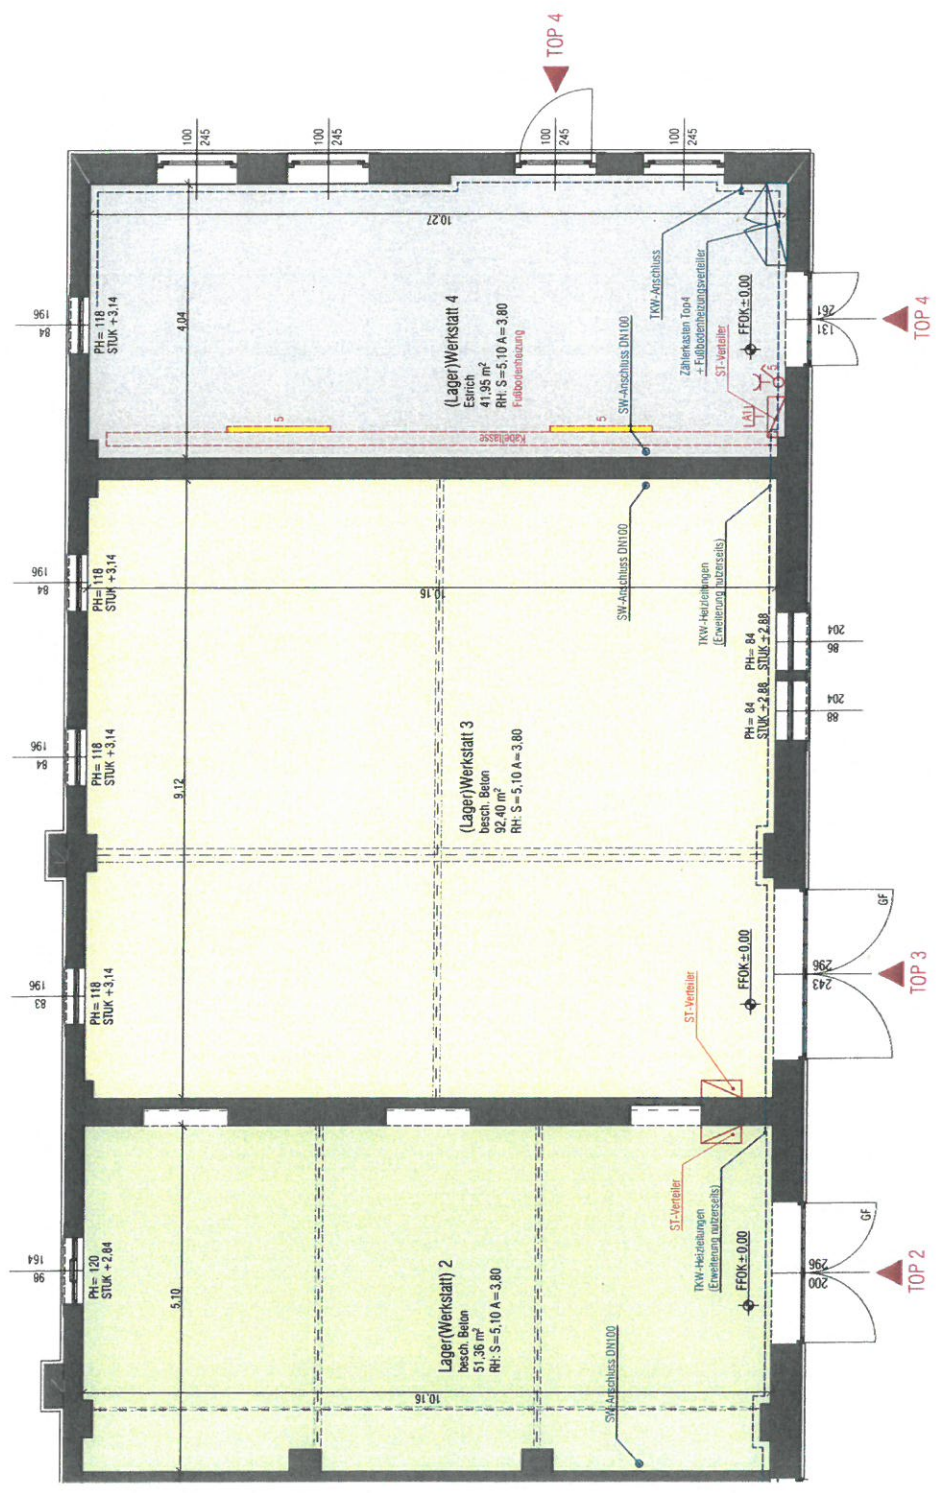 TOP 4
100
245
100
245
100
245
100
245
84
196
PH= 118
STUK +3,14
4,04
10,27
(Lager)Werkstatt 4
Estrich
41,95 m²
RH: S=5,10 A=3,80
Fußbodenheizung
Kabeltasse
5
5
SW-Anschluss DN100
TKW-Anschluss
Zählerkasten Top4
+ Fußbodenheizungsverteiler
ST-Verteiler
A11
5
FFOK±0,00
131
261
TOP 4
84
196
PH= 118
STUK +3,14
84
196
PH= 118
STUK +3,14
83
196
PH= 118
STUK +3,14
9,12
10,16
(Lager)Werkstatt 3
besch. Beton
92,40 m²
RH: S=5,10 A=3,80
SW-Anschluss DN100
TKW-Heizleitungen
(Erweiterung nutzerseits)
PH= 84
STUK +2,88
86
204
PH= 84
STUK +2,88
88
204
ST-Verteiler
FFOK±0,00
243
296
GF
TOP 3
98
164
PH= 120
STUK +2,84
5,10
10,16
Lager(Werkstatt) 2
besch. Beton
51,36 m²
RH: S=5,10 A=3,80
SW-Anschluss DN100
ST-Verteiler
TKW-Heizleitungen
(Erweiterung nutzerseits)
FFOK±0,00
200
296
GF
TOP 2